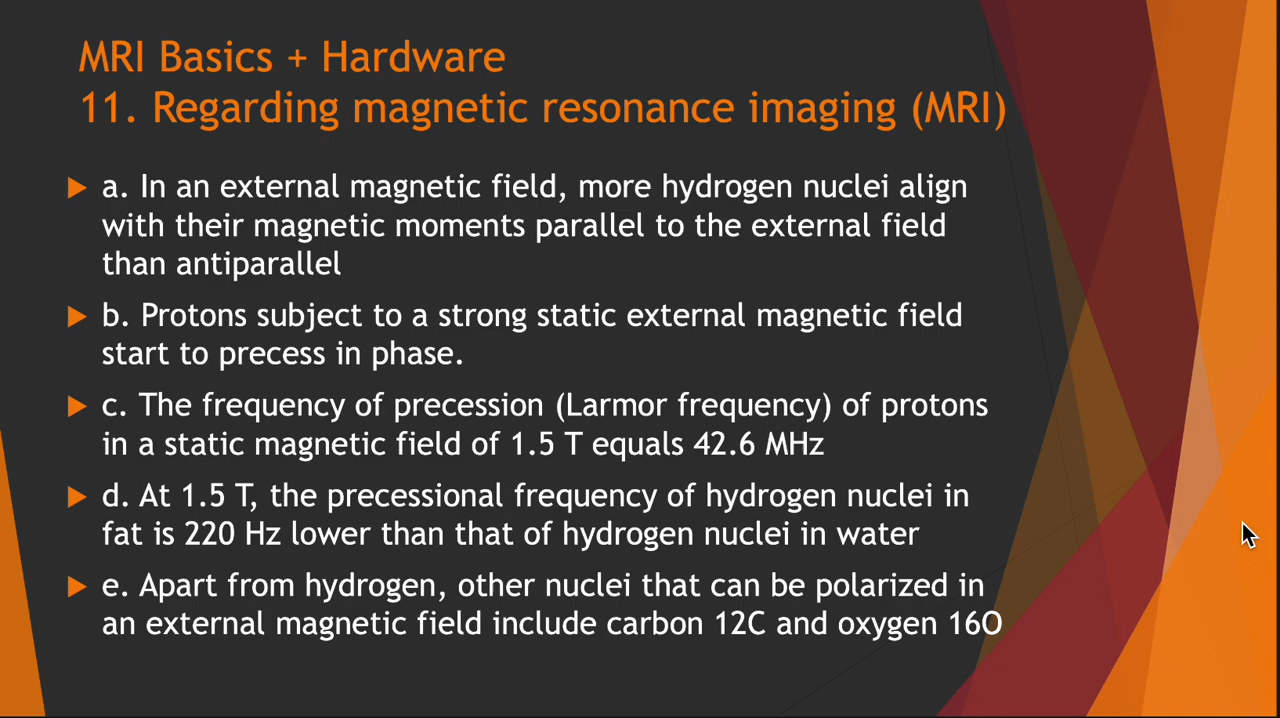 MRI Basics + Hardware
11. Regarding magnetic resonance imaging (MRI)
a. In an external magnetic field, more hydrogen nuclei align
with their magnetic moments parallel to the external field
than antiparallel
b. Protons subject to a strong static external magnetic field
start to precess in phase.
c. The frequency of precession (Larmor frequency) of protons
in a static magnetic field of 1.5 T equals 42.6 MHz
d. At 1.5 T, the precessional frequency of hydrogen nuclei in
fat is 220 Hz lower than that of hydrogen nuclei in water
e. Apart from hydrogen, other nuclei that can be polarized in
an external magnetic field include carbon 12C and oxygen 16O